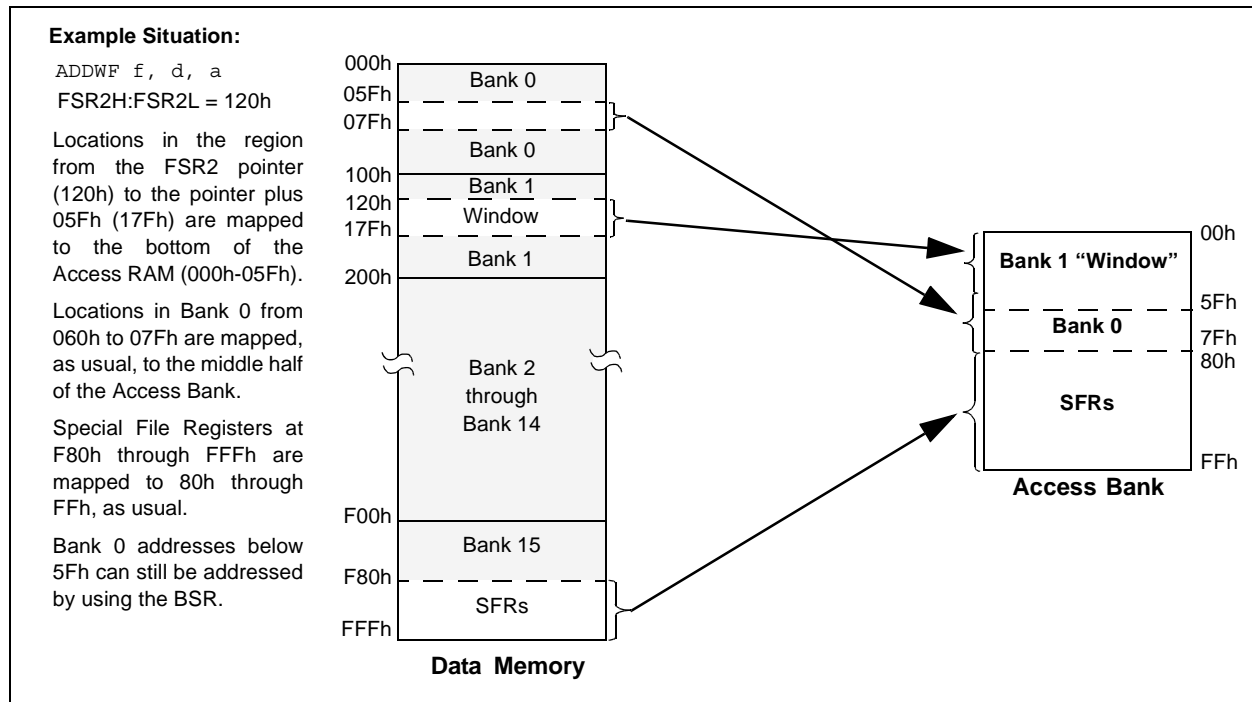 Example Situation:
ADDWF f, d, a
FSR2H:FSR2L = 120h
Locations in the region
from the FSR2 pointer
(120h) to the pointer plus
05Fh (17Fh) are mapped
to the bottom of the
Access RAM (000h-05Fh).
Locations in Bank 0 from
060h to 07Fh are mapped,
as usual, to the middle half
of the Access Bank.
Special File Registers at
F80h through FFFh are
mapped to 80h through
FFh, as usual.
Bank 0 addresses below
5Fh can still be addressed
by using the BSR.
000h
Bank 0
05Fh
07Fh
Bank 0
100h
Bank 1
120h
Window
17Fh
Bank 1
200h
Bank 2
through
Bank 14
F00h
Bank 15
F80h
SFRs
FFFh
Data Memory
00h
Bank 1 “Window”
5Fh
Bank 0
7Fh
80h
SFRs
FFh
Access Bank